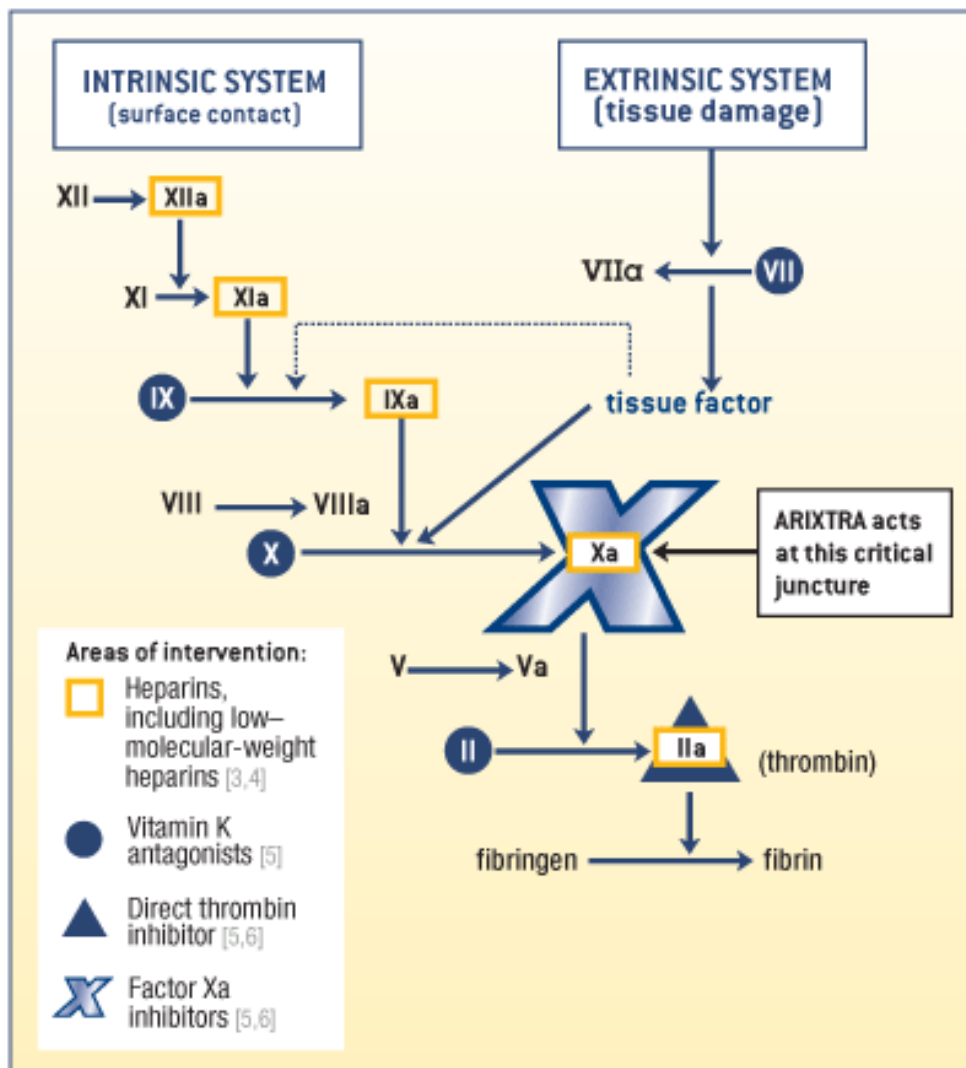 INTRINSIC SYSTEM
(surface contact)
EXTRINSIC SYSTEM
(tissue damage)
XII XIIa
VIIα VII
XI XIa
IX IXa
tissue factor
VIII VIIIa
X Xa
ARIXTRA acts
at this critical
juncture
V Va
II IIa (thrombin)
fibringen fibrin
Areas of intervention:
Heparins,
including low–
molecular-weight
heparins [3,4]
Vitamin K
antagonists [5]
Direct thrombin
inhibitor [5,6]
X Factor Xa
inhibitors [5,6]